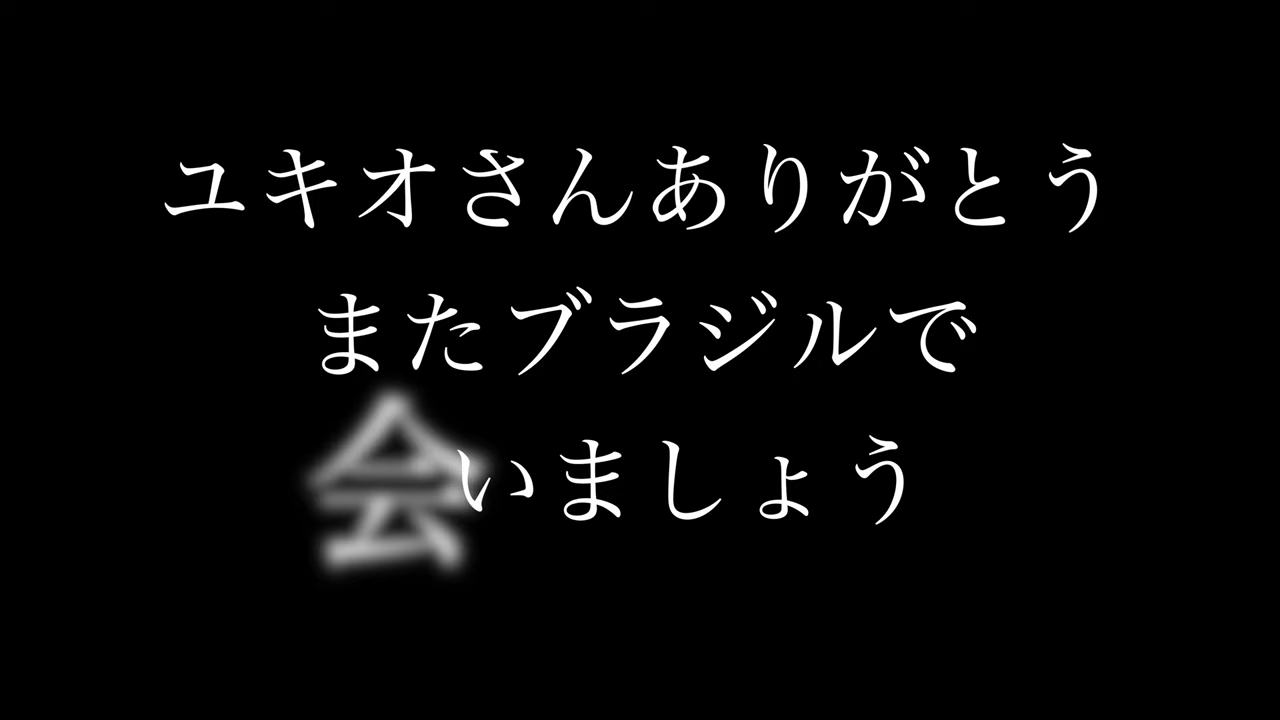 ユキオさんありがとう
またブラジルで
会いましょう